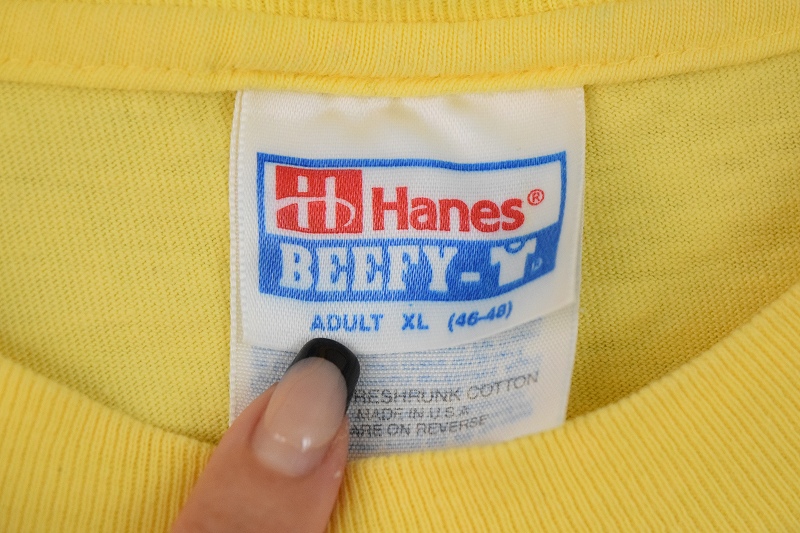 Hanes®
BEEFY-T
ADULT XL (46-48)
RESHRUNK COTTON
MADE IN U.S.A
ARE ON REVERSE